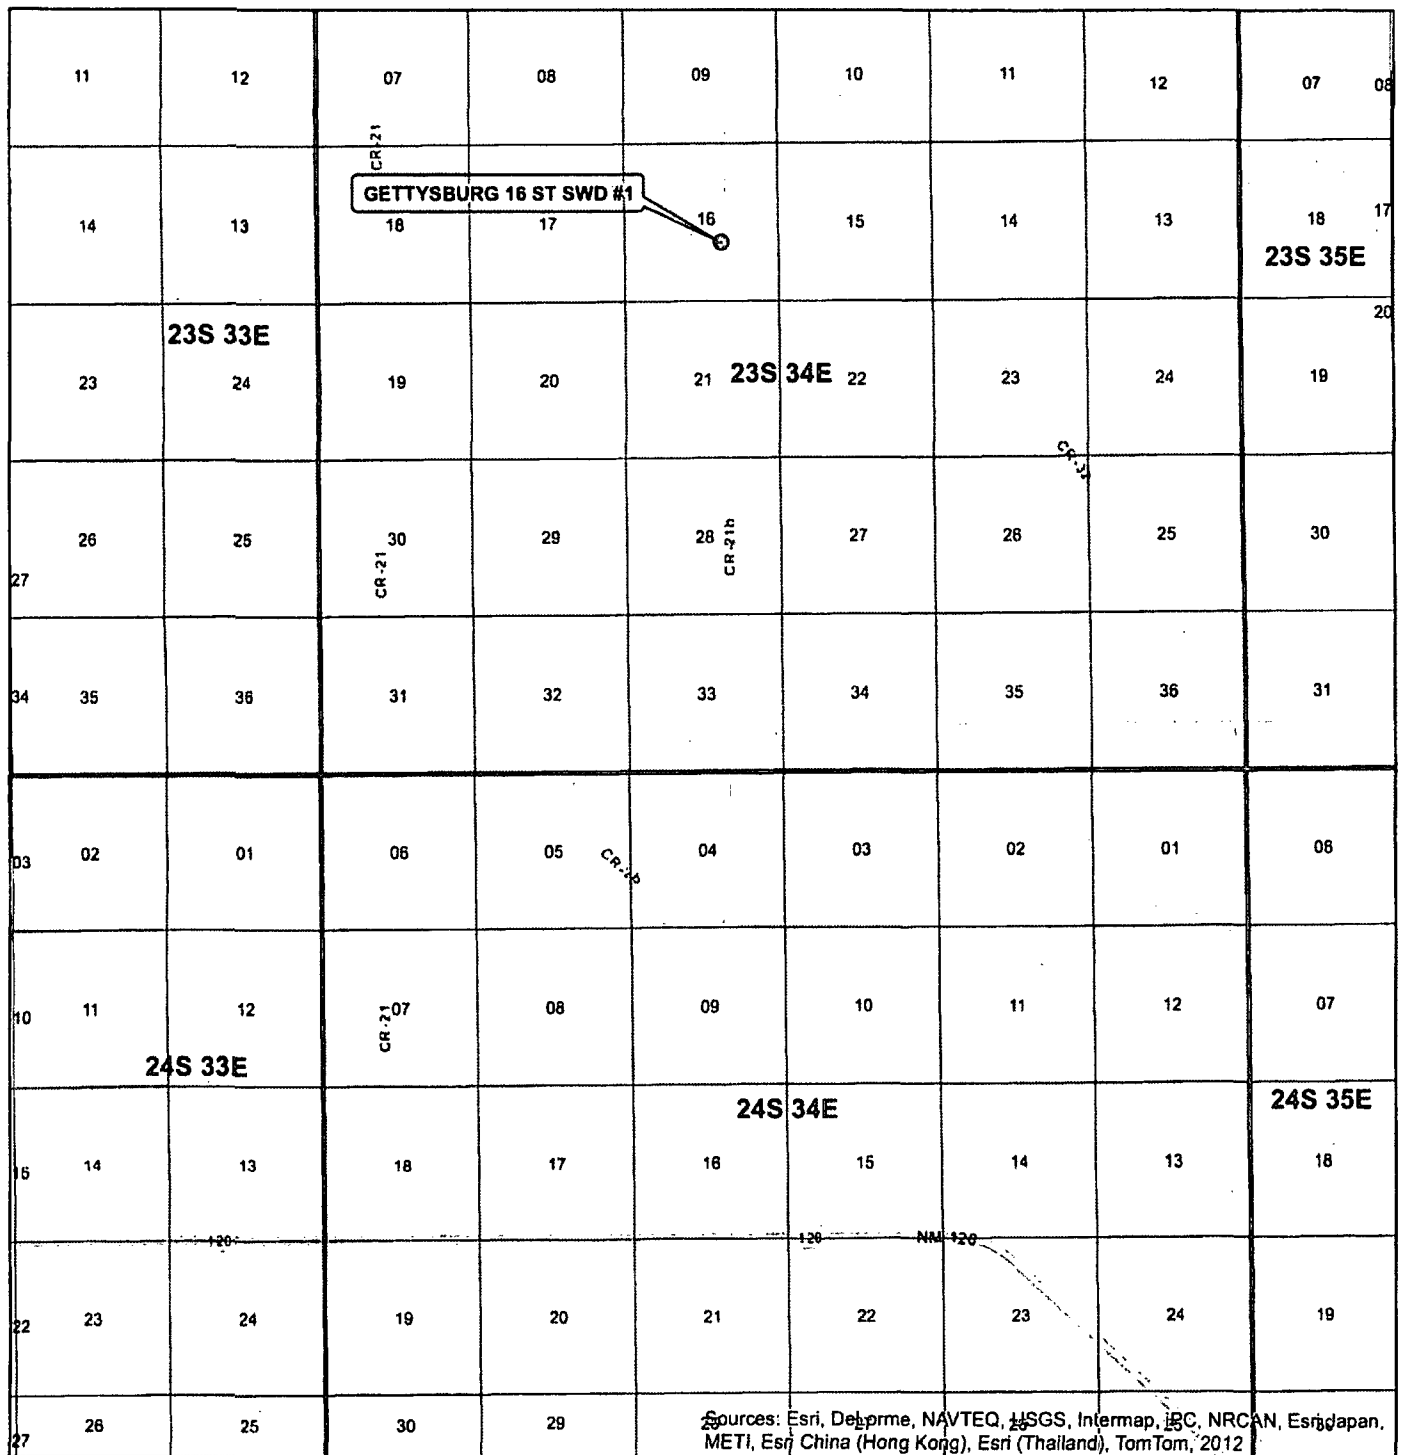 11 12 07 08 09 10 11 12 07 08
CR-21
GETTYSBURG 16 ST SWD #1
14 13 18 17 16 15 14 13 18 17
23S 35E
20
23S 33E
23 24 19 20 21 23S 34E 22 23 24 19
26 25 30 29 28 27 26 25 30
CR-21
CR-21b
27
34 35 36 31 32 33 34 35 36 31
03 02 01 06 05 04 03 02 01 06
10 11 12 07 08 09 10 11 12 07
CR-21
24S 33E
24S 34E
24S 35E
15 14 13 18 17 16 15 14 13 18
120 120 NM 120
22 23 24 19 20 21 22 23 24 19
27 26 25 30 29
Sources: Esri, DeLorme, NAVTEQ, USGS, Intermap, iPC, NRCAN, Esri Japan,
METI, Esri China (Hong Kong), Esri (Thailand), TomTom, 2012